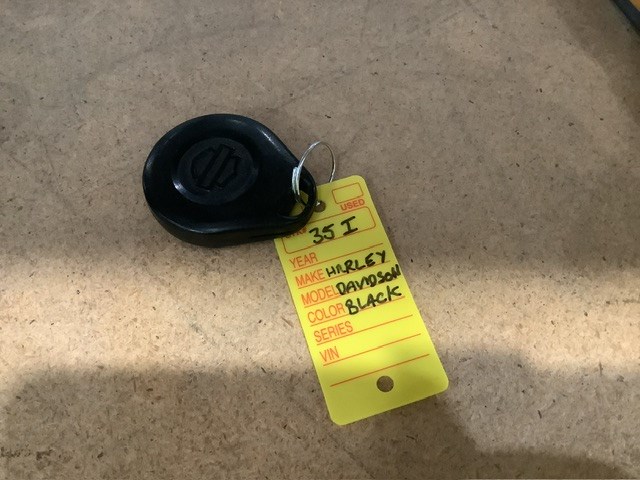 USED
35 I
YEAR
MAKE HARLEY
MODEL DAVIDSON
COLOR BLACK
SERIES
VIN